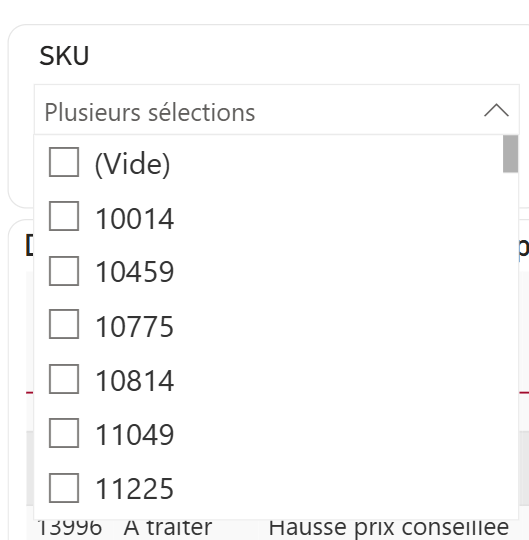 SKU
Plusieurs sélections
(Vide)
10014
10459
10775
10814
11049
11225
13996 A traiter Hausse prix conseillée